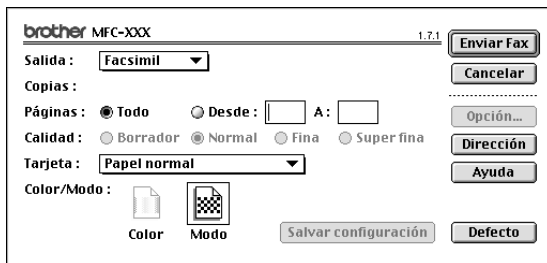 brother MFC-XXX 1.7.1
Enviar Fax
Salida : Facsimil
Cancelar
Copias :
Páginas : Todo Desde : A :
Opción...
Calidad : Borrador Normal Fina Super fina
Dirección
Tarjeta : Papel normal
Ayuda
Color/Modo :
Color Modo
Salvar configuración
Defecto